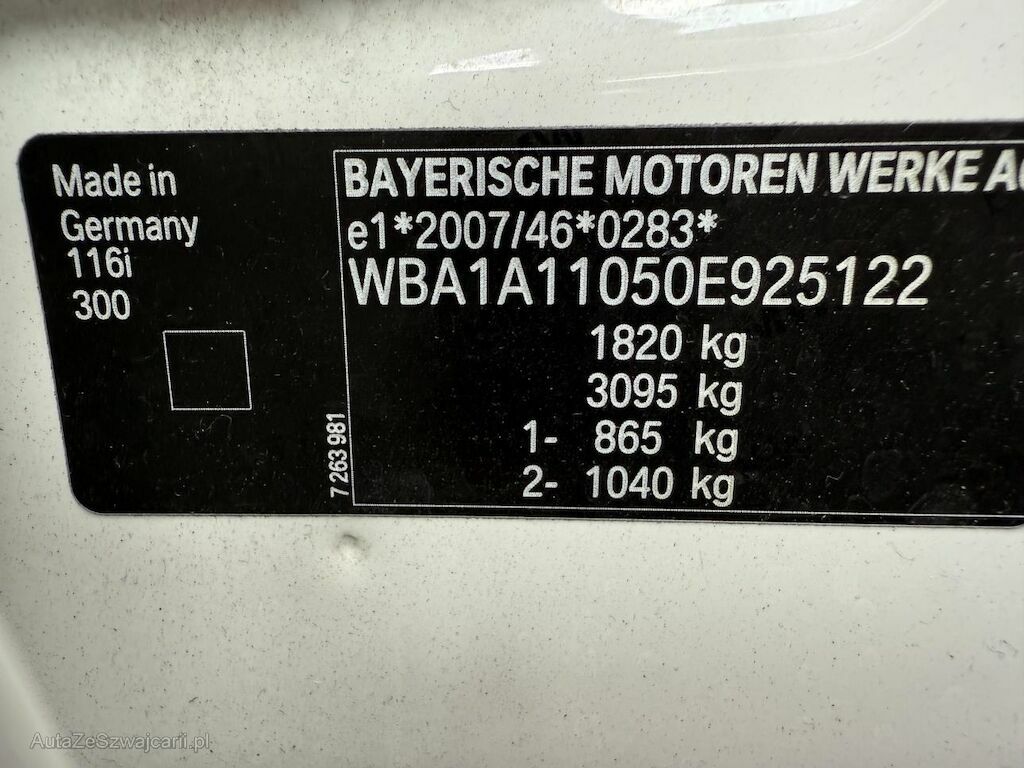 Made in
Germany
116i
300
BAYERISCHE MOTOREN WERKE AG
e1*2007/46*0283*
WBA1A11050E925122
1820 kg
3095 kg
1- 865 kg
2- 1040 kg
7 263 981
AutaZeSzwajcarii.pl